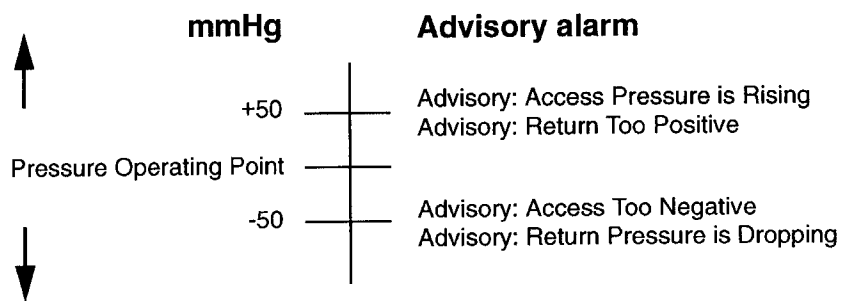 mmHg Advisory alarm
+50 Advisory: Access Pressure is Rising
Advisory: Return Too Positive
Pressure Operating Point
-50 Advisory: Access Too Negative
Advisory: Return Pressure is Dropping